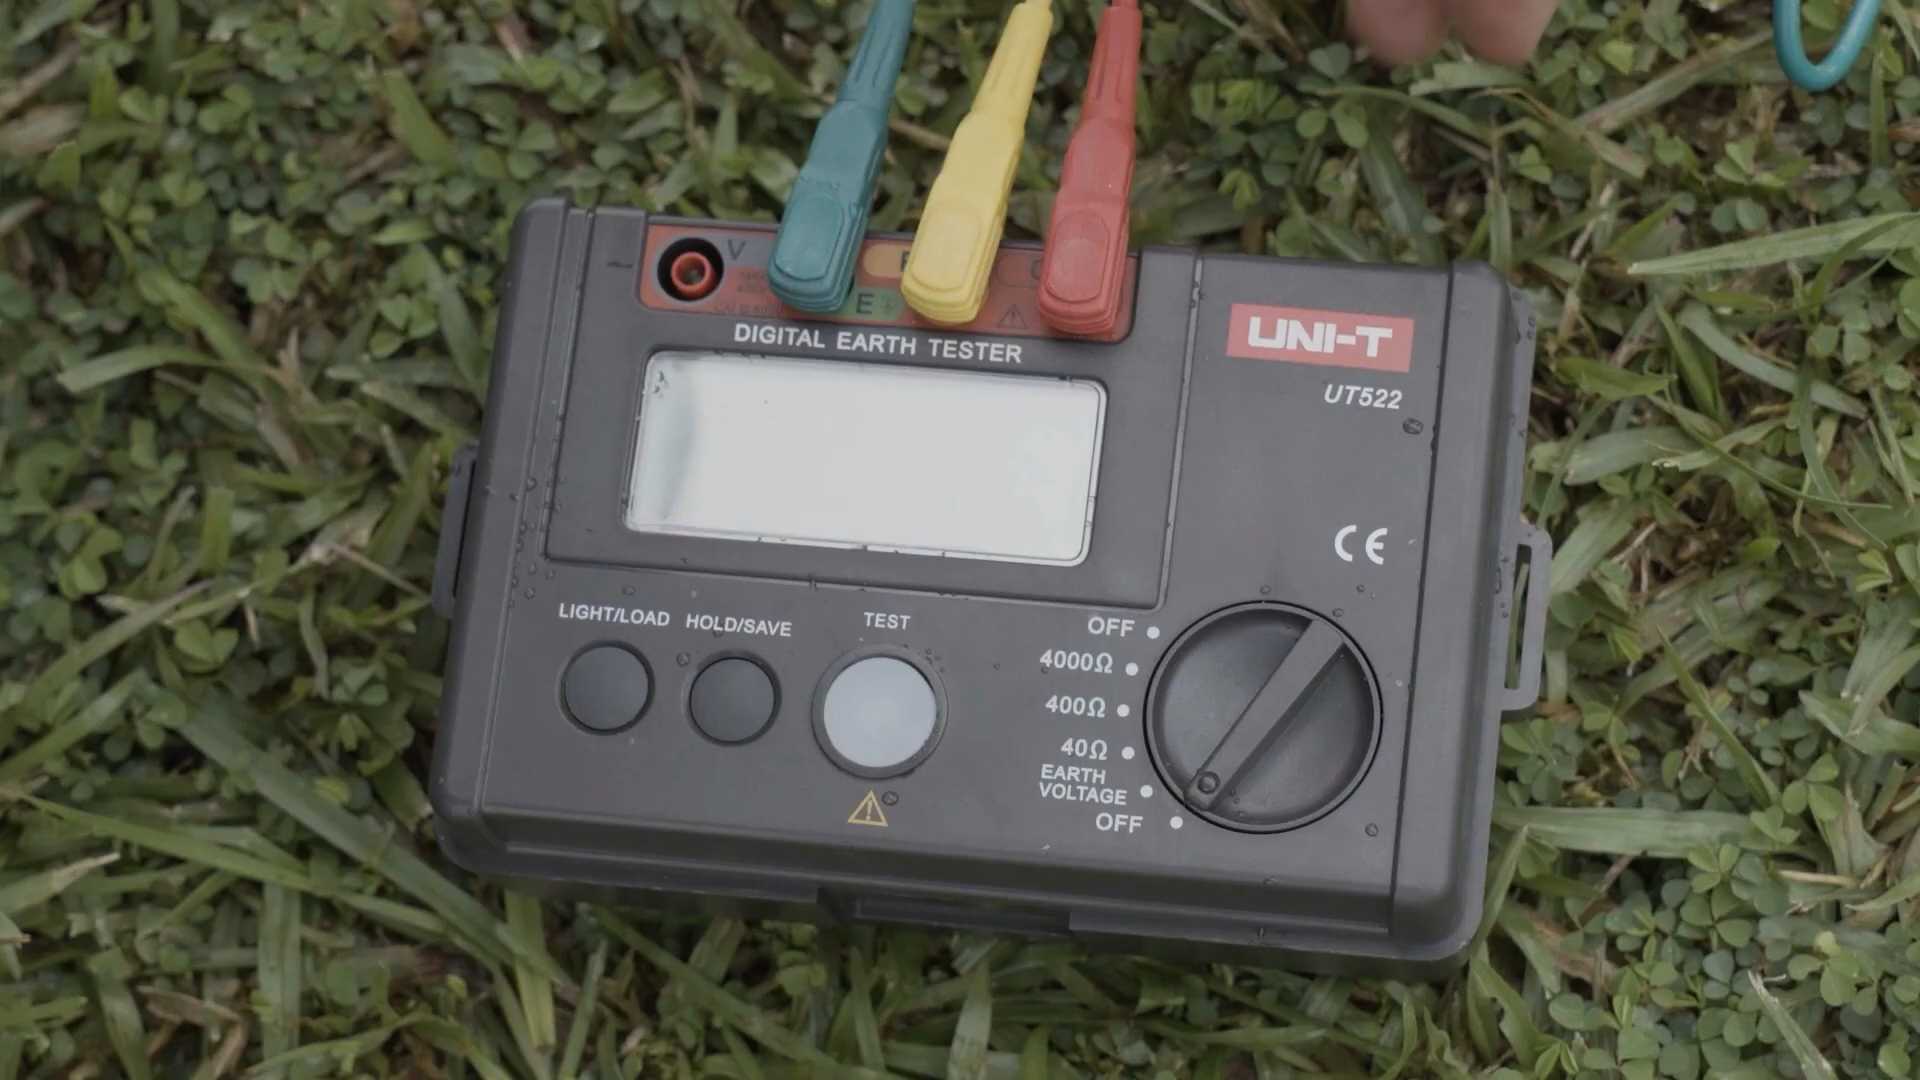 V
E
DIGITAL EARTH TESTER
UNI-T
UT522
CE
LIGHT/LOAD
HOLD/SAVE
TEST
OFF
4000Ω
400Ω
40Ω
EARTH
VOLTAGE
OFF